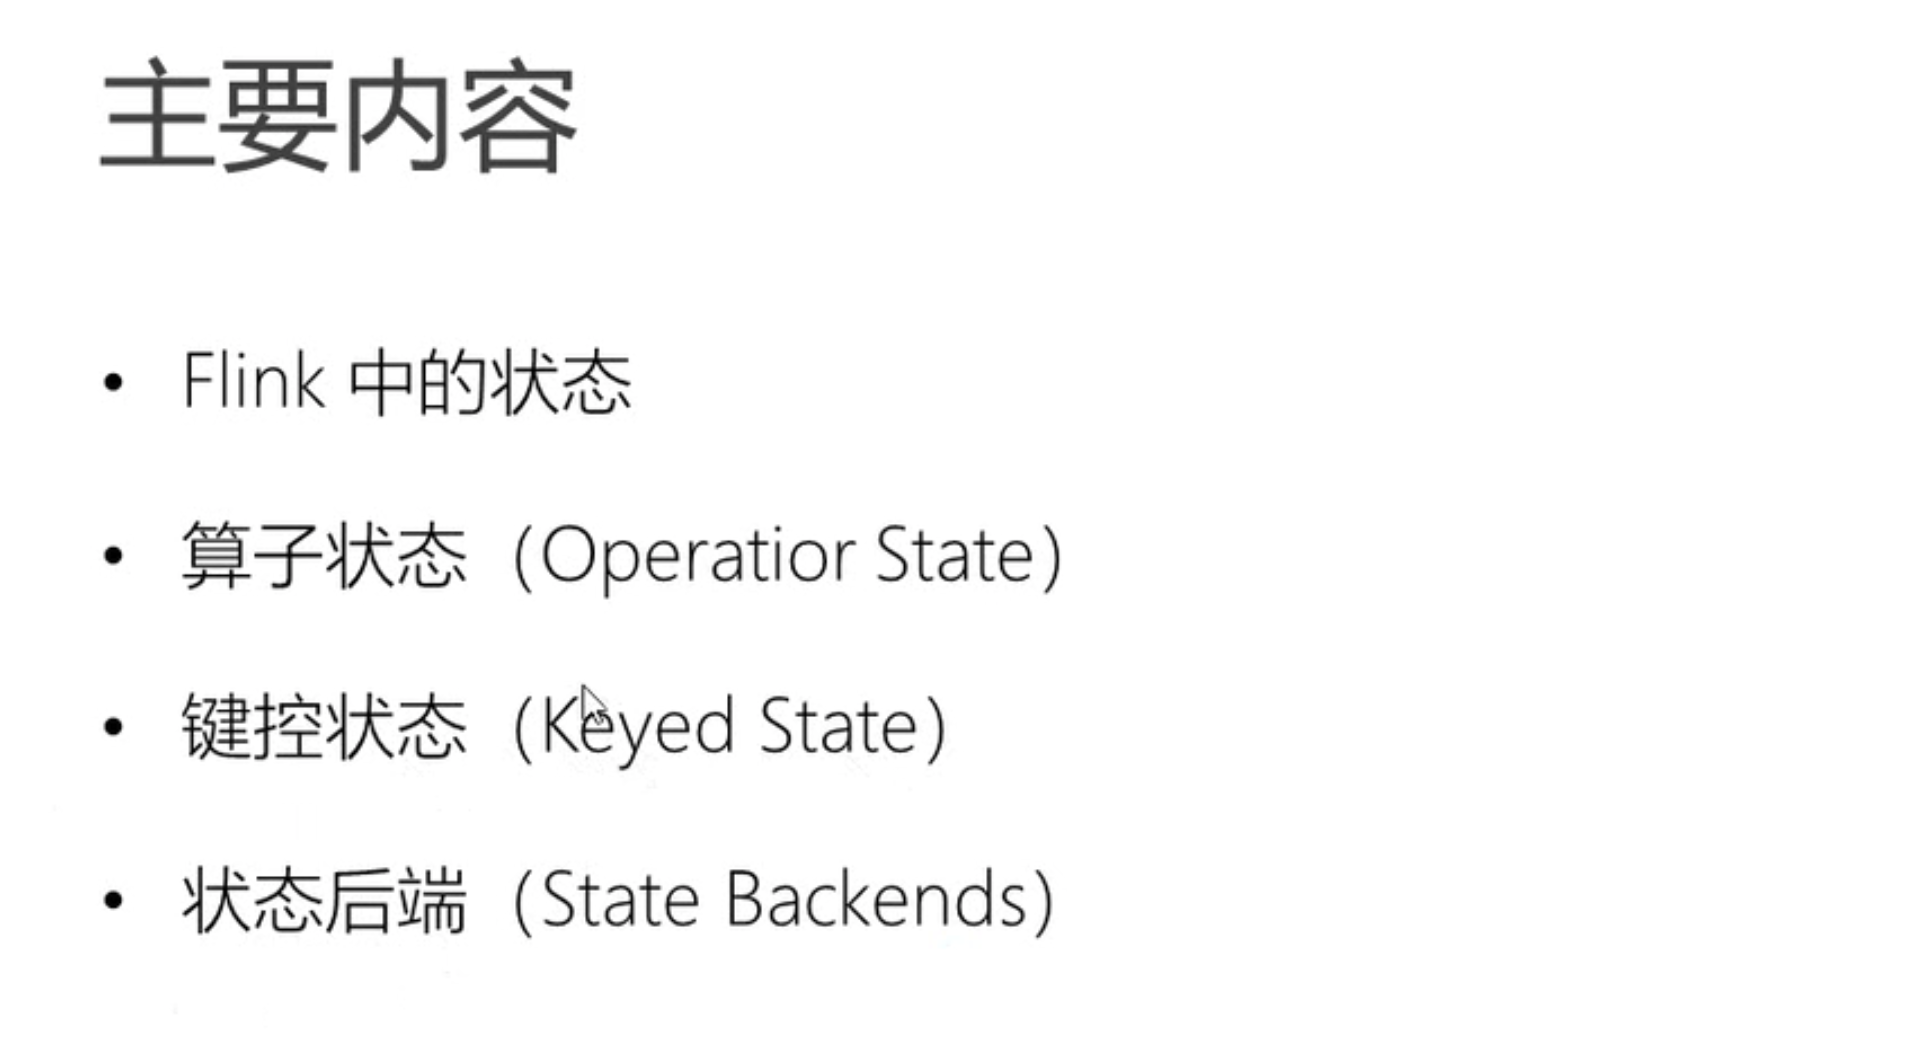 主要内容
• Flink 中的状态
• 算子状态（Operatior State）
• 键控状态（Keyed State）
• 状态后端（State Backends）